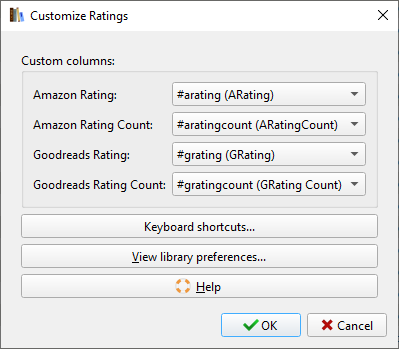 Customize Ratings
Custom columns:
Amazon Rating: #arating (ARating)
Amazon Rating Count: #aratingcount (ARatingCount)
Goodreads Rating: #grating (GRating)
Goodreads Rating Count: #gratingcount (GRating Count)
Keyboard shortcuts...
View library preferences...
Help
OK Cancel